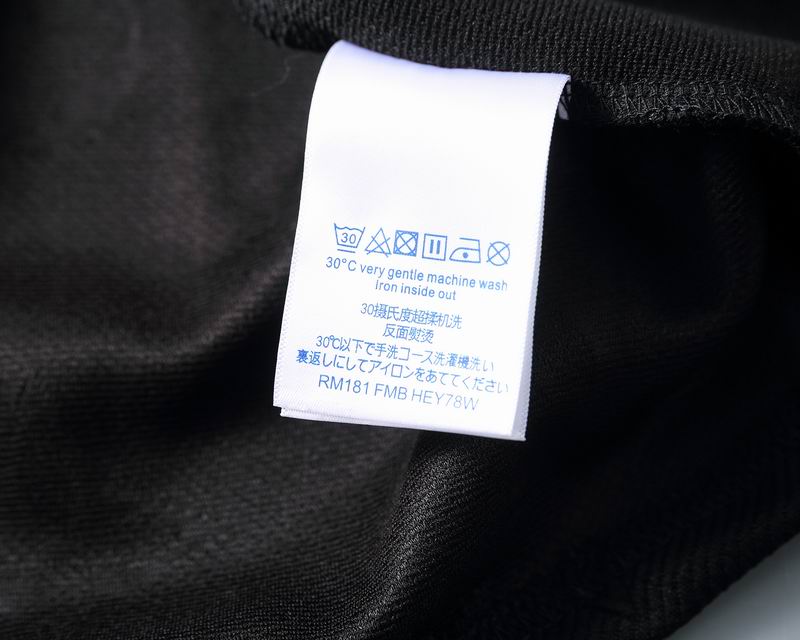 30
30°C very gentle machine wash
Iron inside out
30摄氏度超揉机洗
反面熨烫
30℃以下で手洗コース洗濯機洗い
裏返しにしてアイロンをあててください
RM181 FMB HEY78W